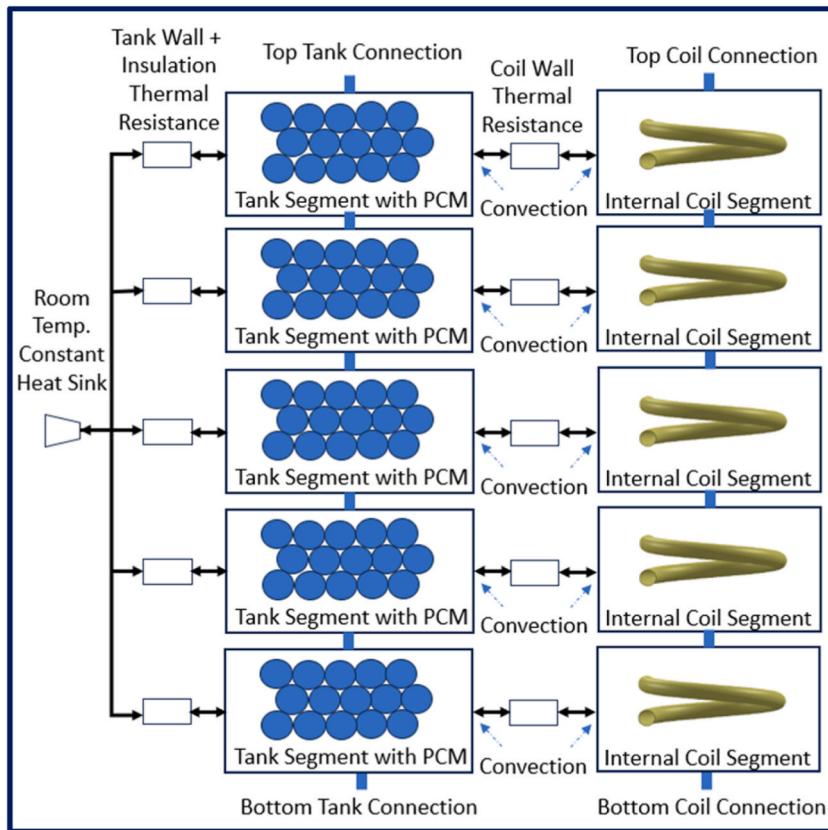 Tank Wall +
Insulation
Thermal
Resistance
Top Tank Connection
Coil Wall
Thermal
Resistance
Top Coil Connection
Tank Segment with PCM
Convection
Internal Coil Segment
Room
Temp.
Constant
Heat Sink
Tank Segment with PCM
Convection
Internal Coil Segment
Tank Segment with PCM
Convection
Internal Coil Segment
Tank Segment with PCM
Convection
Internal Coil Segment
Tank Segment with PCM
Convection
Internal Coil Segment
Bottom Tank Connection
Bottom Coil Connection